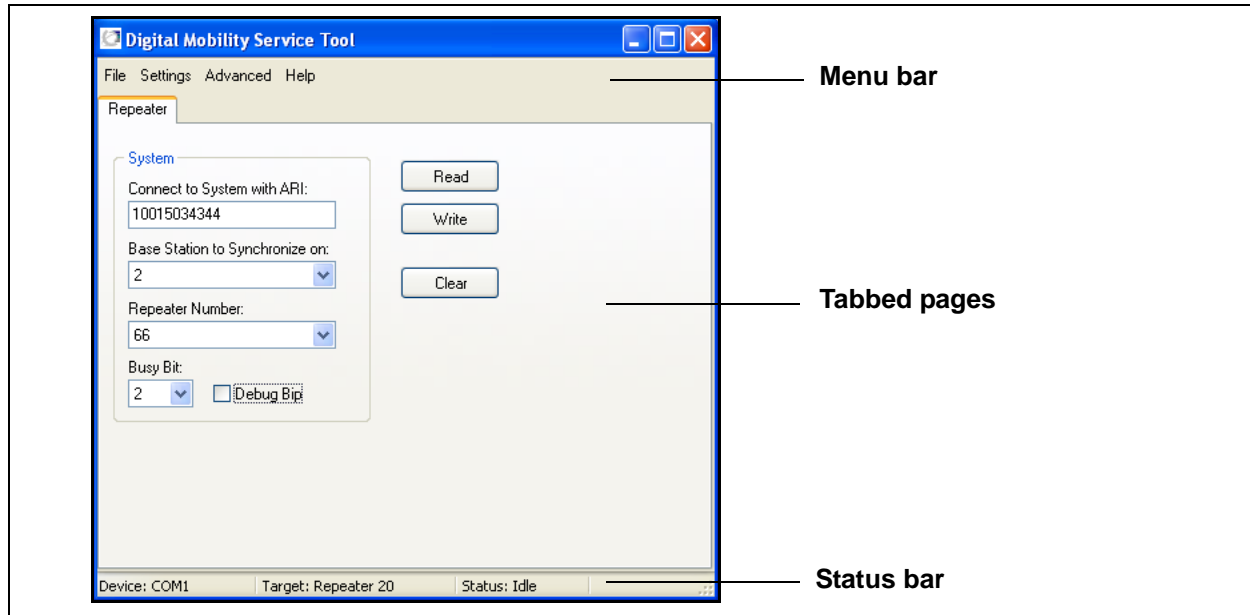 Digital Mobility Service Tool
File Settings Advanced Help
Menu bar
Repeater
System
Connect to System with ARI:
10015034344
Read
Write
Base Station to Synchronize on:
2
Clear
Tabbed pages
Repeater Number:
66
Busy Bit:
2
Debug Bip
Device: COM1 Target: Repeater 20 Status: Idle
Status bar